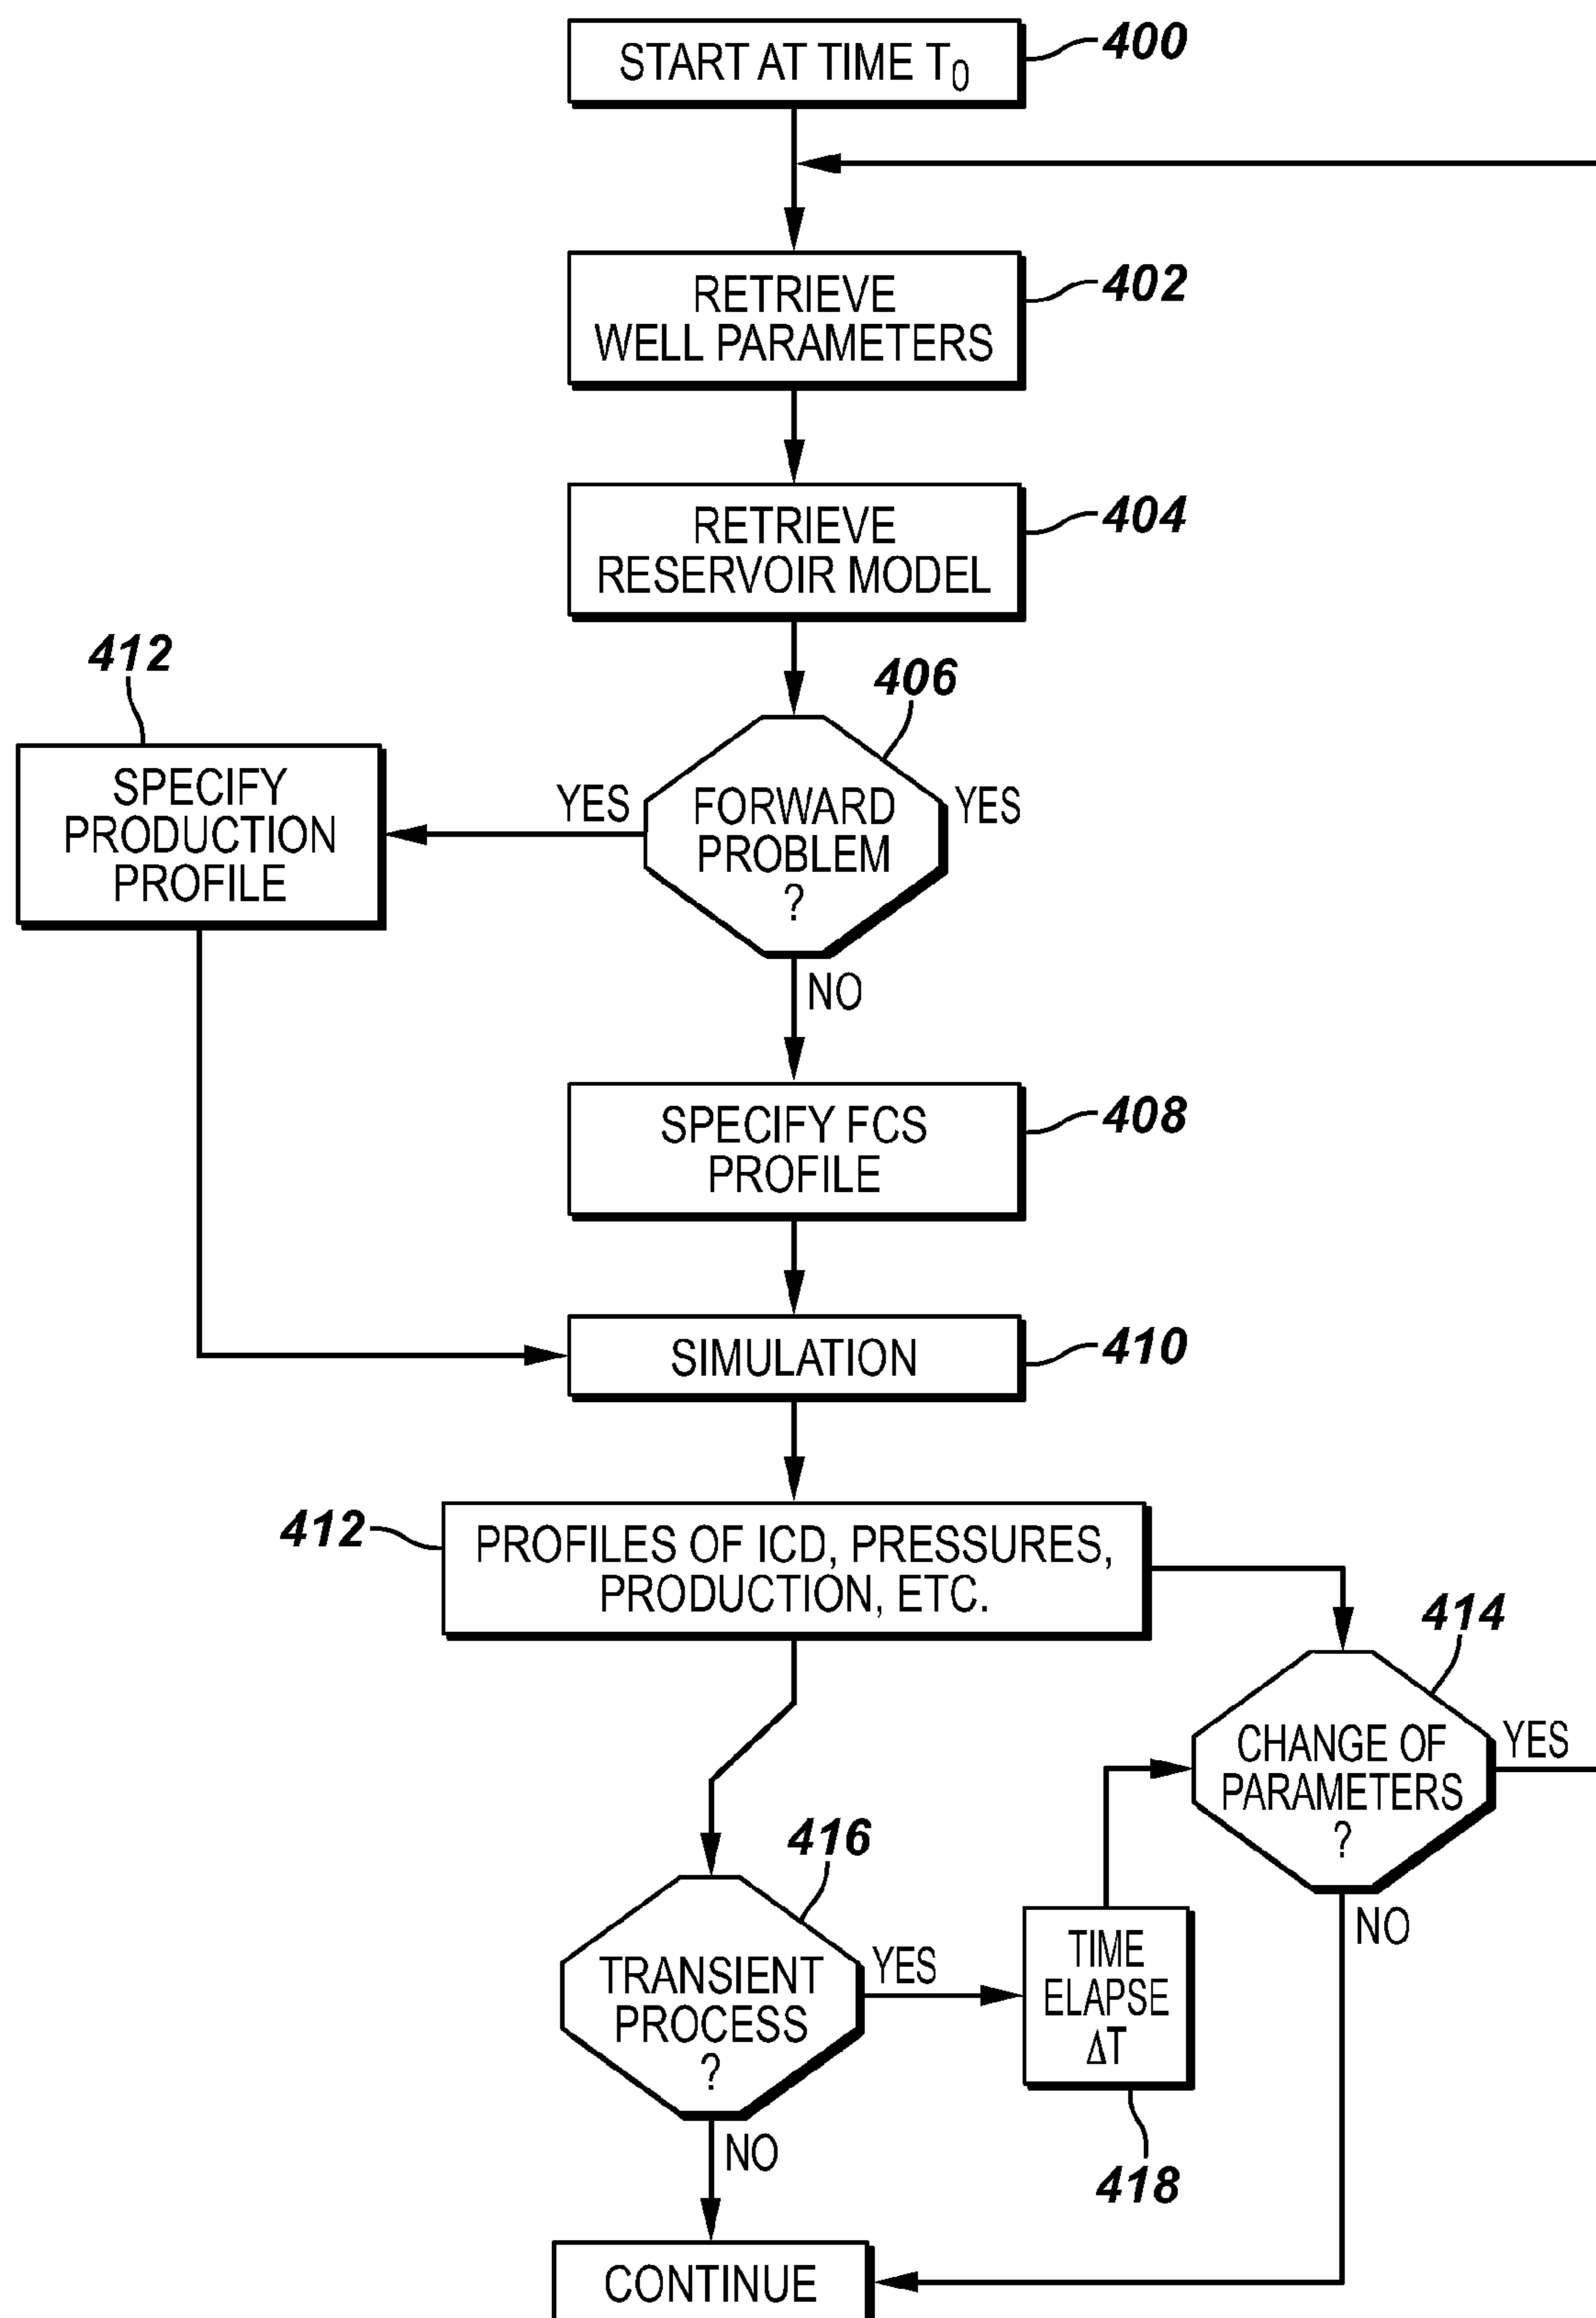 START AT TIME T0
400
RETRIEVE
WELL PARAMETERS
402
RETRIEVE
RESERVOIR MODEL
404
412
SPECIFY
PRODUCTION
PROFILE
406
YES
FORWARD
PROBLEM
?
YES
NO
SPECIFY FCS
PROFILE
408
SIMULATION
410
412
PROFILES OF ICD, PRESSURES,
PRODUCTION, ETC.
414
CHANGE OF
PARAMETERS
?
YES
NO
416
TRANSIENT
PROCESS
?
YES
NO
TIME
ELAPSE
ΔT
418
CONTINUE